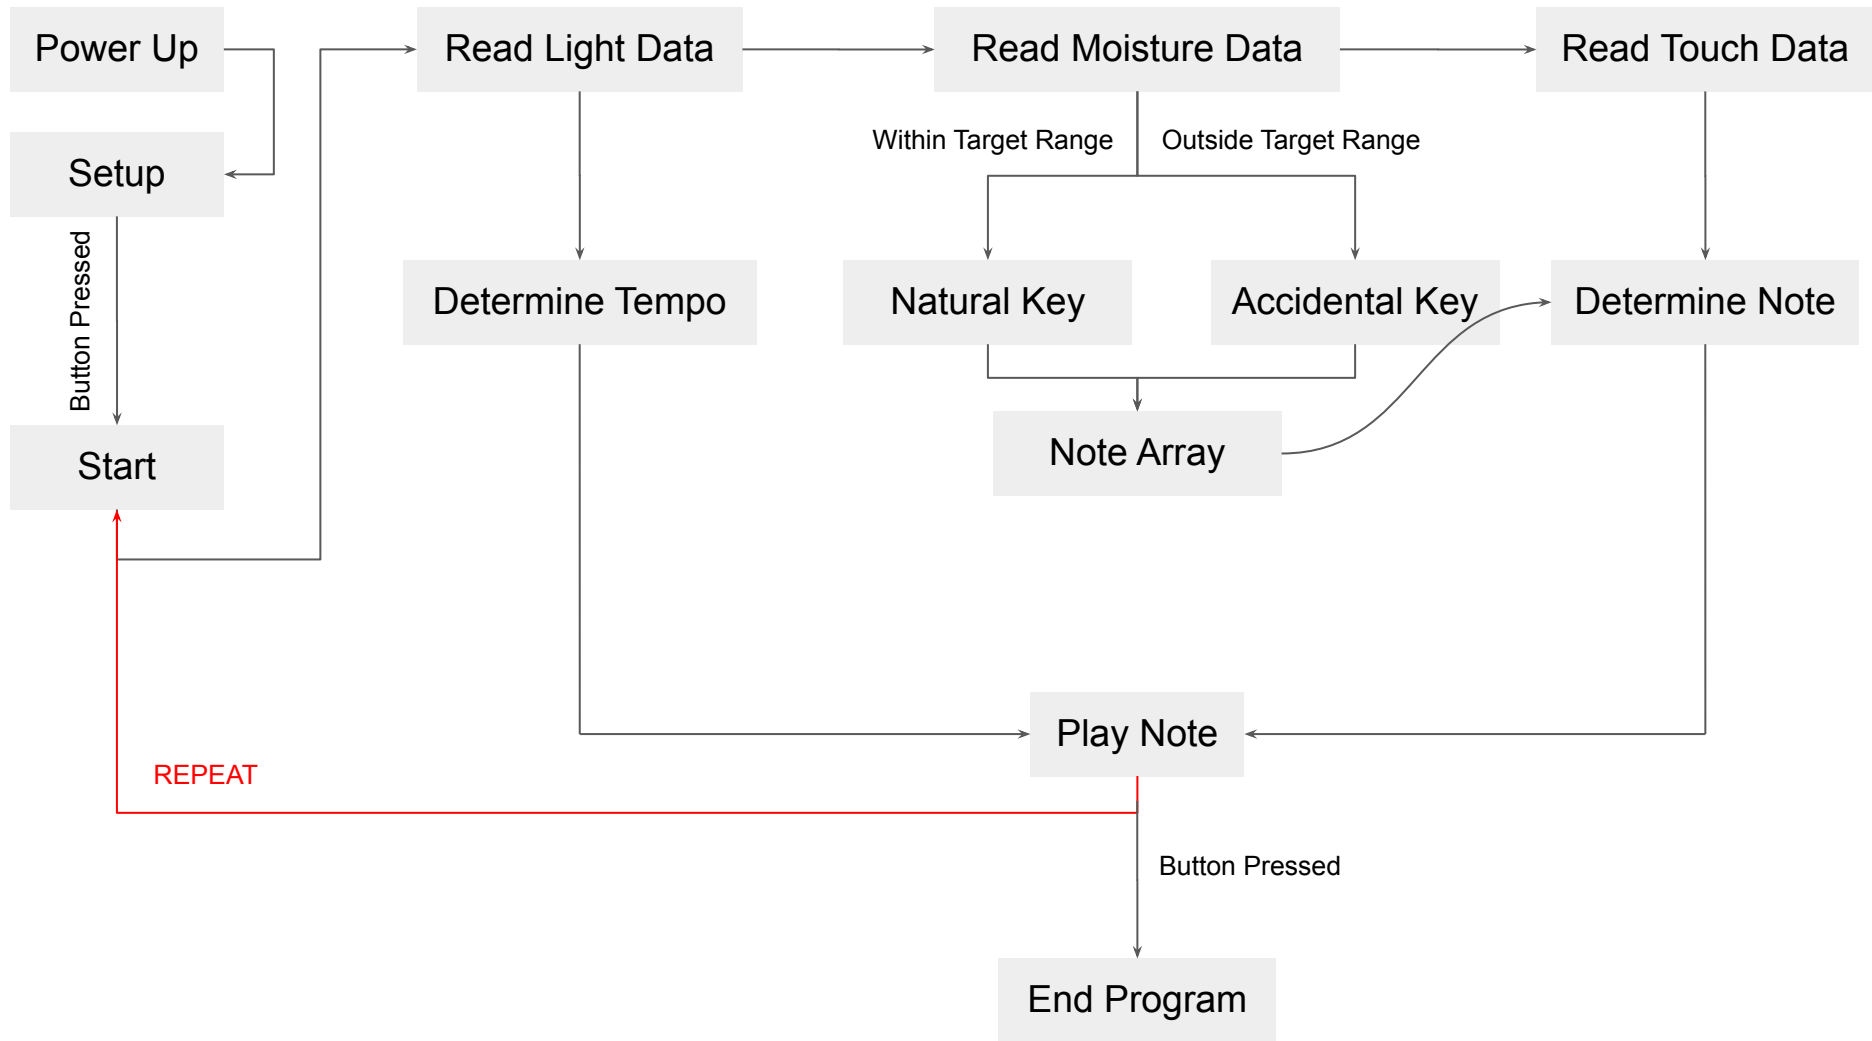 Power Up
Read Light Data
Read Moisture Data
Read Touch Data
Within Target Range
Outside Target Range
Setup
Button Pressed
Determine Tempo
Natural Key
Accidental Key
Determine Note
Note Array
Start
Play Note
REPEAT
Button Pressed
End Program